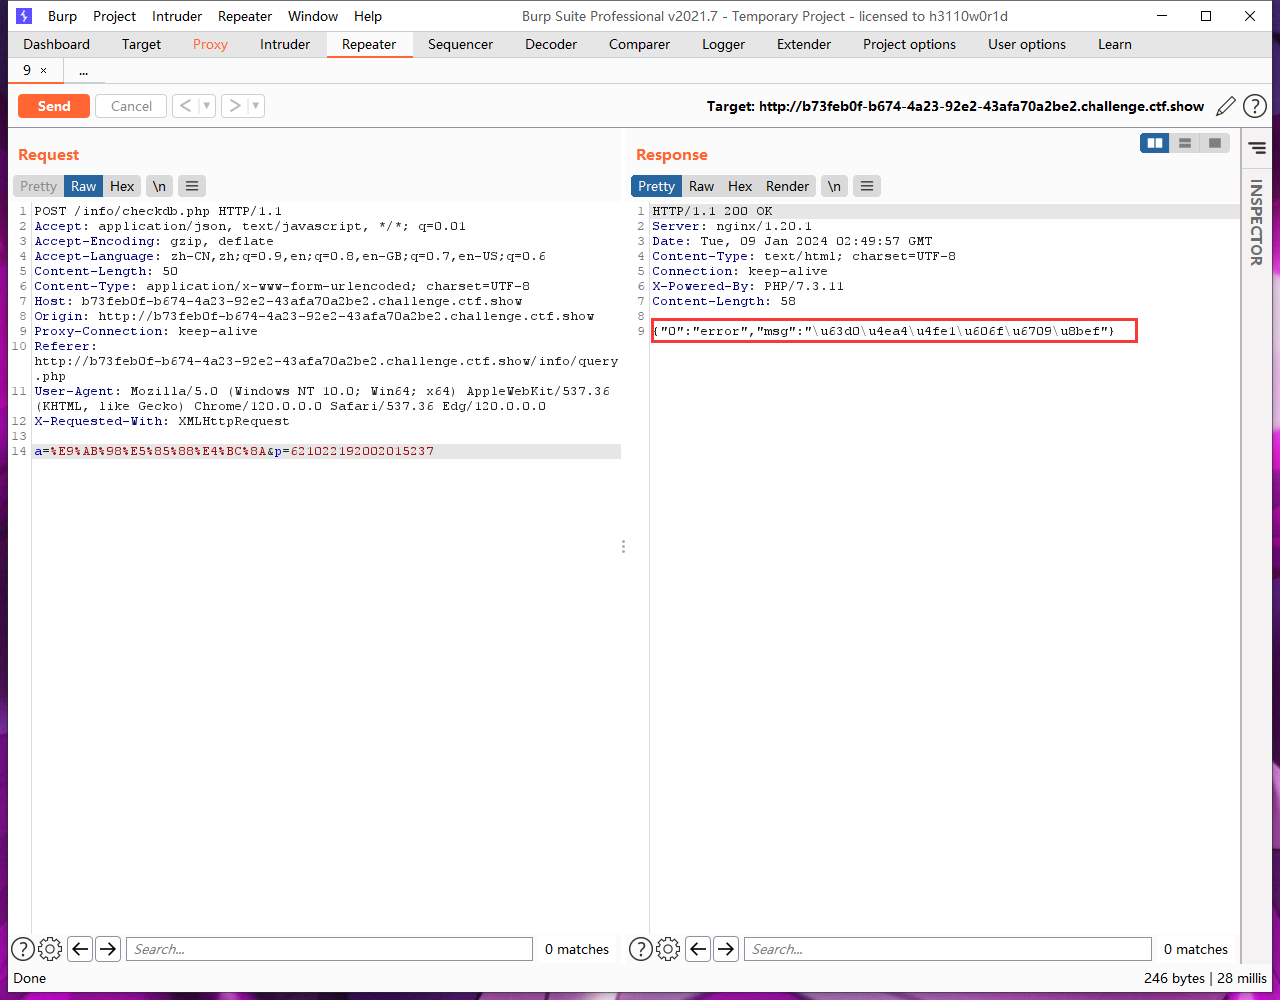 Burp Project Intruder Repeater Window Help Burp Suite Professional v2021.7 - Temporary Project - licensed to h3110w0r1d
Dashboard Target Proxy Intruder Repeater Sequencer Decoder Comparer Logger Extender Project options User options Learn
9 × ...
Send Cancel < > Target: http://b73feb0f-b674-4a23-92e2-43afa70a2be2.challenge.ctf.show ?
Request
Pretty Raw Hex \n
1 POST /info/checkdb.php HTTP/1.1
2 Accept: application/json, text/javascript, */*; q=0.01
3 Accept-Encoding: gzip, deflate
4 Accept-Language: zh-CN,zh;q=0.9,en;q=0.8,en-GB;q=0.7,en-US;q=0.6
5 Content-Length: 50
6 Content-Type: application/x-www-form-urlencoded; charset=UTF-8
7 Host: b73feb0f-b674-4a23-92e2-43afa70a2be2.challenge.ctf.show
8 Origin: http://b73feb0f-b674-4a23-92e2-43afa70a2be2.challenge.ctf.show
9 Proxy-Connection: keep-alive
10 Referer:
http://b73feb0f-b674-4a23-92e2-43afa70a2be2.challenge.ctf.show/info/query
.php
11 User-Agent: Mozilla/5.0 (Windows NT 10.0; Win64; x64) AppleWebKit/537.36
(KHTML, like Gecko) Chrome/120.0.0.0 Safari/537.36 Edg/120.0.0.0
12 X-Requested-With: XMLHttpRequest
13
14 a=%E9%AB%98%E5%85%88%E4%BC%8A&p=621022192002015237
Response
Pretty Raw Hex Render \n
1 HTTP/1.1 200 OK
2 Server: nginx/1.20.1
3 Date: Tue, 09 Jan 2024 02:49:57 GMT
4 Content-Type: text/html; charset=UTF-8
5 Connection: keep-alive
6 X-Powered-By: PHP/7.3.11
7 Content-Length: 58
8
9 {"0":"error","msg":"\u63d0\u4ea4\u4fe1\u606f\u6709\u8bef"}
INSPECTOR
? Search... 0 matches
? Search... 0 matches
Done 246 bytes | 28 millis